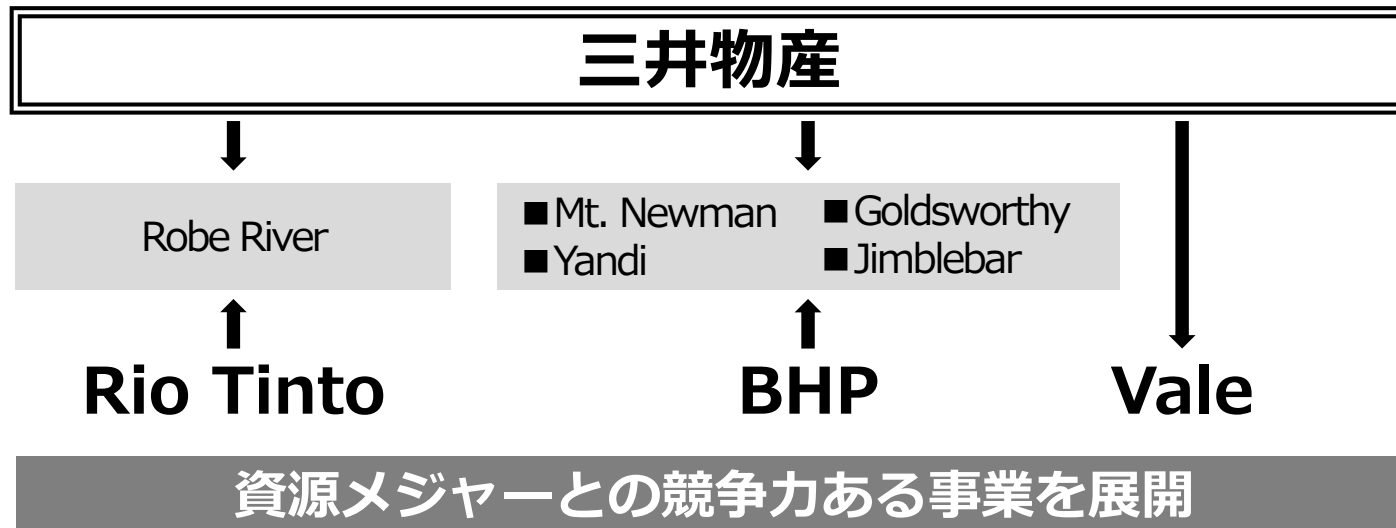 三井物産
Robe River
■Mt. Newman ■Goldsworthy
■Yandi ■Jimblebar
Rio Tinto BHP Vale
資源メジャーとの競争力ある事業を展開